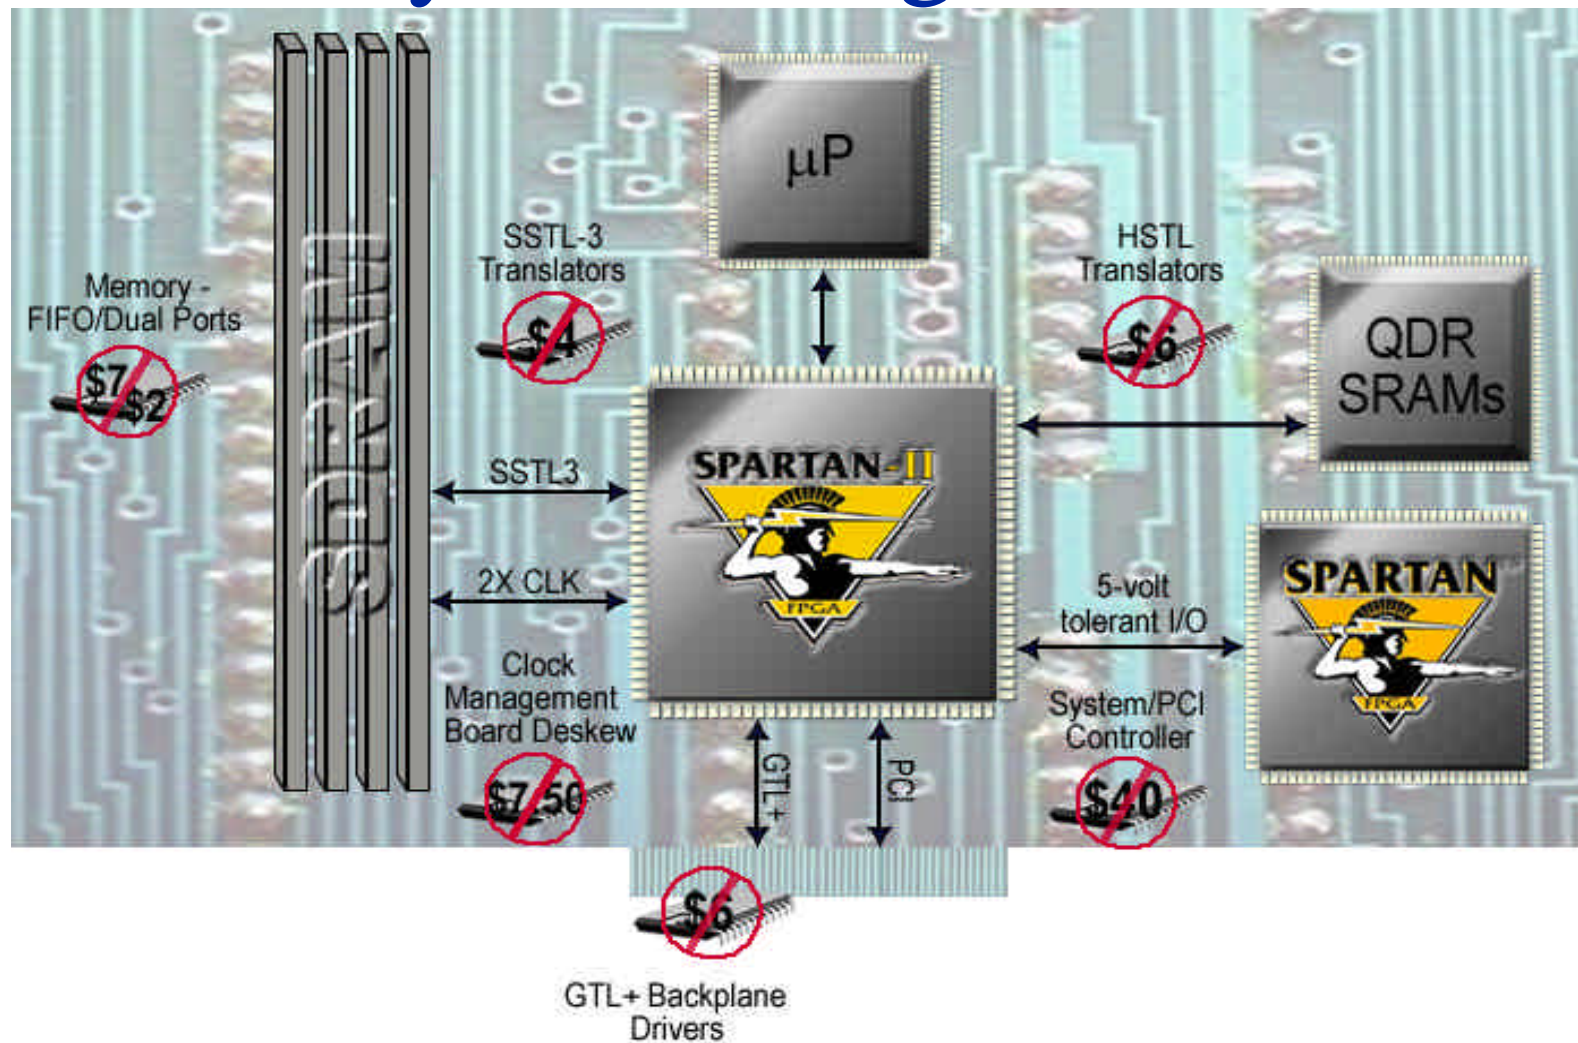 µP
SSTL-3
Translators
$4
HSTL
Translators
$6
Memory -
FIFO/Dual Ports
$7
$2
SDRAM
QDR
SRAMs
SPARTAN-II
FPGA
SSTL3
2X CLK
5-volt
tolerant I/O
SPARTAN
FPGA
Clock
Management
Board Deskew
$7.50
GTL+
PCI
System/PCI
Controller
$40
$6
GTL+ Backplane
Drivers